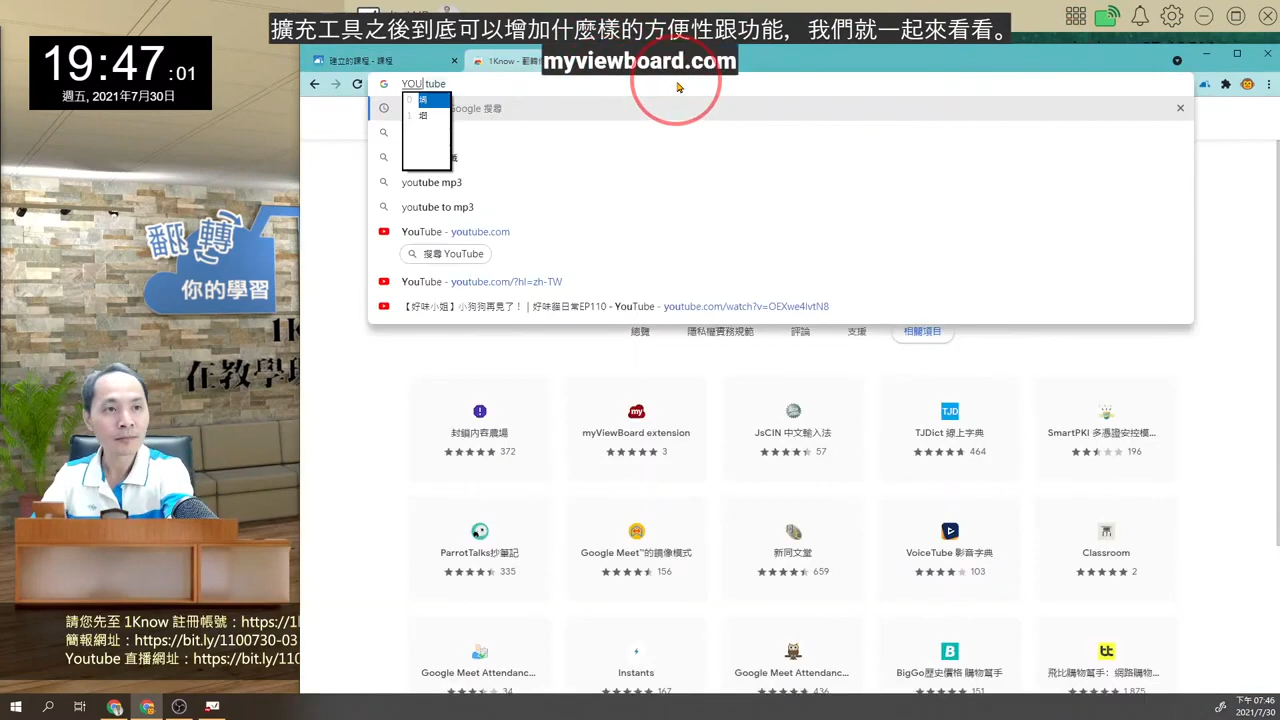 擴充工具之後到底可以增加什麼樣的方便性跟功能，我們就一起來看看。
myviewboard.com
19:47:01
週五, 2021年7月30日
建立的課程 - 課程
YOUtube
0 堝
Google 搜尋
youtube mp3
youtube to mp3
YouTube - youtube.com
搜尋 YouTube
YouTube - youtube.com/?hl=zh-TW
【好味小姐】小狗狗再見了！｜好味貓日常EP110 - YouTube - youtube.com/watch?v=OEXwe4lvtN8
總覽
隱私權實務規範
評論
支援
相關項目
封鎖內容農場
myViewBoard extension
JsCIN 中文輸入法
TJDict 線上字典
SmartPKI 多憑證安控模...
372
3
57
464
196
ParrotTalks抄筆記
Google Meet™的鏡像模式
新同文堂
VoiceTube 影音字典
Classroom
335
156
659
103
2
Google Meet Attendanc...
Instants
Google Meet Attendanc...
BigGo歷史價格 購物幫手
飛比購物幫手：網路購物...
34
167
436
151
1,875
翻轉
你的學習
1K
在教學
請您先至 1Know 註冊帳號：https://1
簡報網址：https://bit.ly/1100730-03
Youtube 直播網址：https://bit.ly/110
下午 07:46
2021/7/30